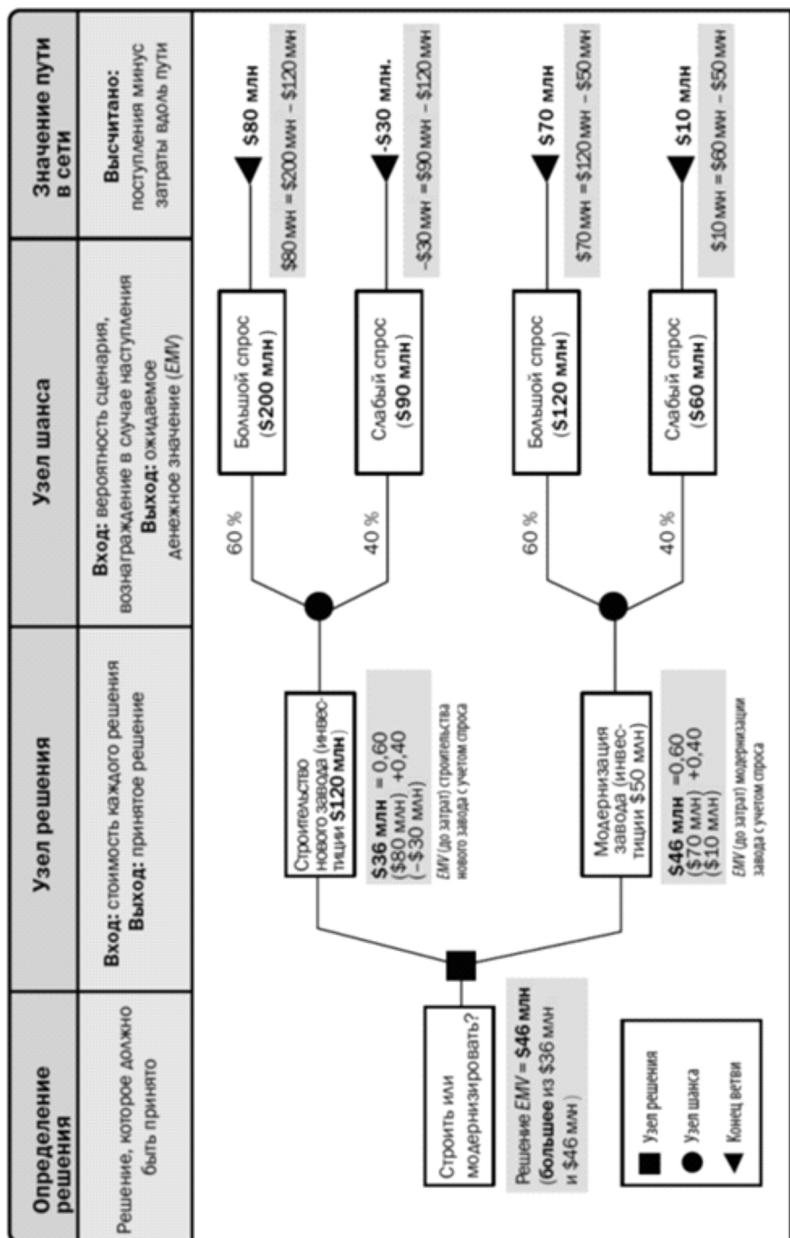 Определение
решения
Узел решения
Узел шанса
Значение пути
в сети
Решение, которое должно
быть принято
Вход: стоимость каждого решения
Выход: принятое решение
Вход: вероятность сценария,
вознаграждение в случае наступления
Выход: ожидаемое
денежное значение (EMV)
Высчитано:
поступления минус
затраты вдоль пути
Строить или
модернизировать?
Решение EMV = $46 млн
(большее из $36 млн
и $46 млн)
Строительство
нового завода (инвес-
тиции $120 млн)
$36 млн = 0,60
($80 млн) +0,40
(–$30 млн)
EMV (до затрат) строительства
нового завода с учетом спроса
60 %
Большой спрос
($200 млн)
$80 млн
$80 млн = $200 млн – $120 млн
40 %
Слабый спрос
($90 млн)
-$30 млн.
–$30 млн = $90 млн – $120 млн
Модернизация
завода (инвес-
тиции $50 млн)
$46 млн =0,60
($70 млн) +0,40
($10 млн)
EMV (до затрат) модернизации
завода с учетом спроса
60 %
Большой спрос
($120 млн)
$70 млн
$70 млн = $120 млн – $50 млн
40 %
Слабый спрос
($60 млн)
$10 млн
$10 млн = $60 млн – $50 млн
Узел решения
Узел шанса
Конец ветви